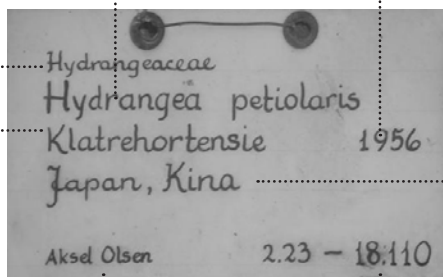 Hydrangeaceae
Hydrangea petiolaris
Klatrehortensie 1956
Japan, Kina
Aksel Olsen 2.23 – 18.110